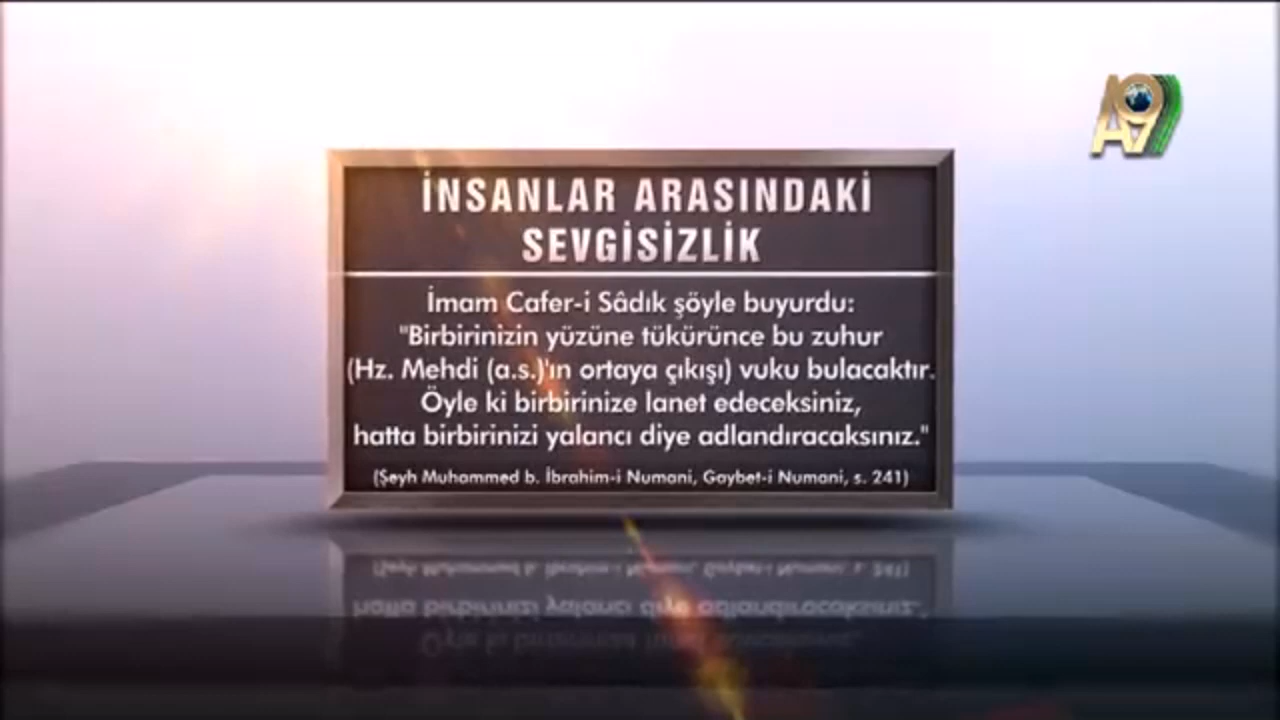 A9
İNSANLAR ARASINDAKİ
SEVGİSİZLİK
İmam Cafer-i Sâdık şöyle buyurdu:
"Birbirinizin yüzüne tükürünce bu zuhur
(Hz. Mehdi (a.s.)'ın ortaya çıkışı) vuku bulacaktır.
Öyle ki birbirinize lanet edeceksiniz,
hatta birbirinizi yalancı diye adlandıracaksınız."
(Şeyh Muhammed b. İbrahim-i Numani, Gaybet-i Numani, s. 241)